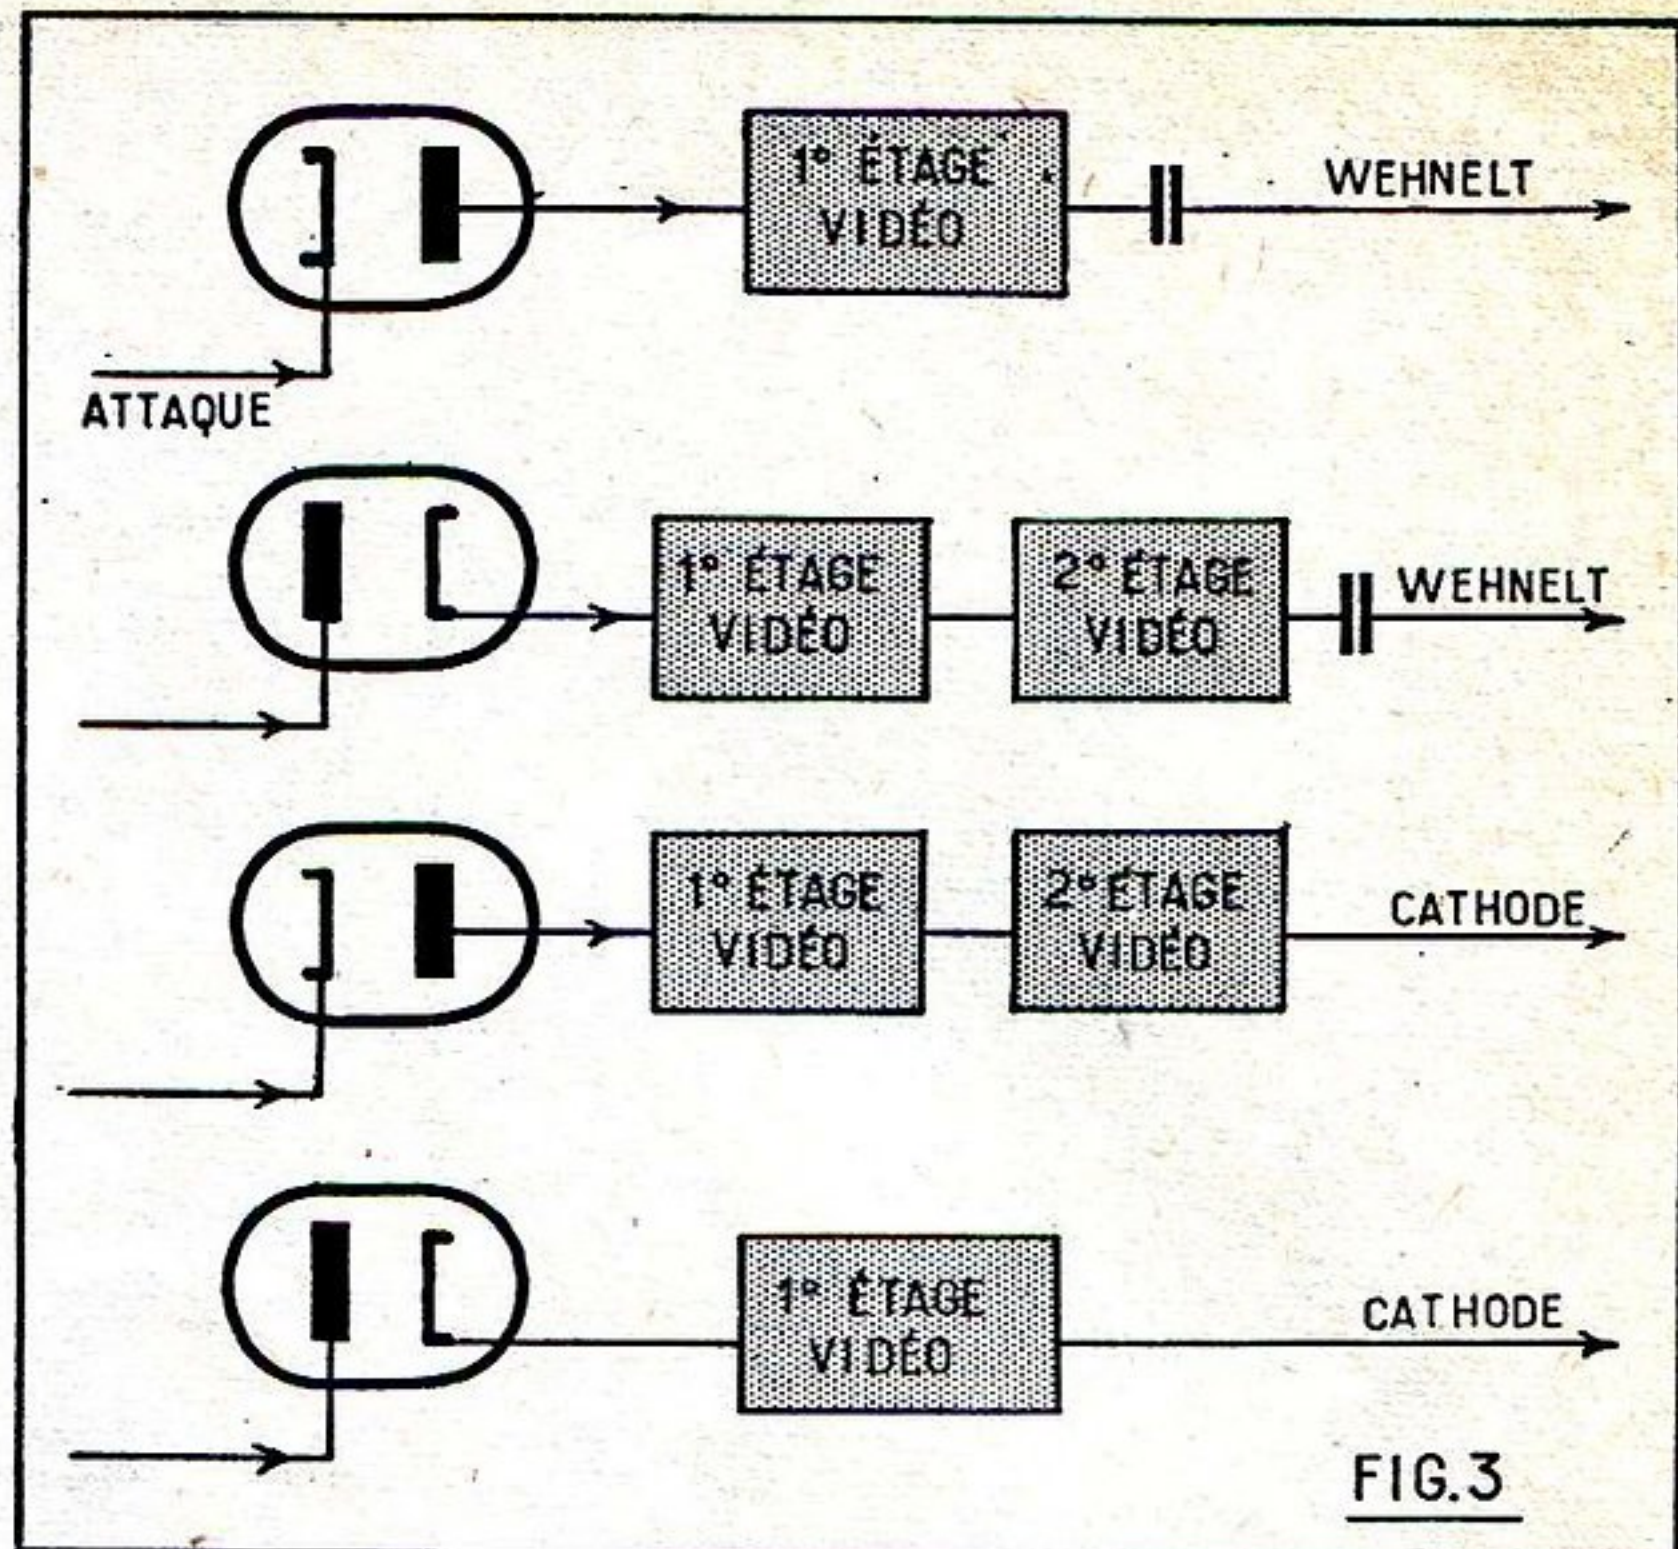 1° ÉTAGE
VIDÉO
WEHNELT
ATTAQUE
1° ÉTAGE
VIDÉO
2° ÉTAGE
VIDÉO
WEHNELT
1° ÉTAGE
VIDÉO
2° ÉTAGE
VIDÉO
CATHODE
1° ÉTAGE
VIDÉO
CATHODE
FIG.3